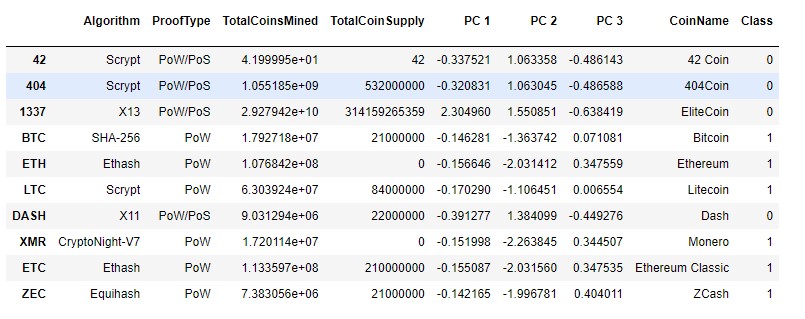 Algorithm ProofType TotalCoinsMined TotalCoinSupply PC 1 PC 2 PC 3 CoinName Class
42 Scrypt PoW/PoS 4.199995e+01 42 -0.337521 1.063358 -0.486143 42 Coin 0
404 Scrypt PoW/PoS 1.055185e+09 532000000 -0.320831 1.063045 -0.486588 404Coin 0
1337 X13 PoW/PoS 2.927942e+10 314159265359 2.304960 1.550851 -0.638419 EliteCoin 0
BTC SHA-256 PoW 1.792718e+07 21000000 -0.146281 -1.363742 0.071081 Bitcoin 1
ETH Ethash PoW 1.076842e+08 0 -0.156646 -2.031412 0.347559 Ethereum 1
LTC Scrypt PoW 6.303924e+07 84000000 -0.170290 -1.106451 0.006554 Litecoin 1
DASH X11 PoW/PoS 9.031294e+06 22000000 -0.391277 1.384099 -0.449276 Dash 0
XMR CryptoNight-V7 PoW 1.720114e+07 0 -0.151998 -2.263845 0.344507 Monero 1
ETC Ethash PoW 1.133597e+08 210000000 -0.155087 -2.031560 0.347535 Ethereum Classic 1
ZEC Equihash PoW 7.383056e+06 21000000 -0.142165 -1.996781 0.404011 ZCash 1